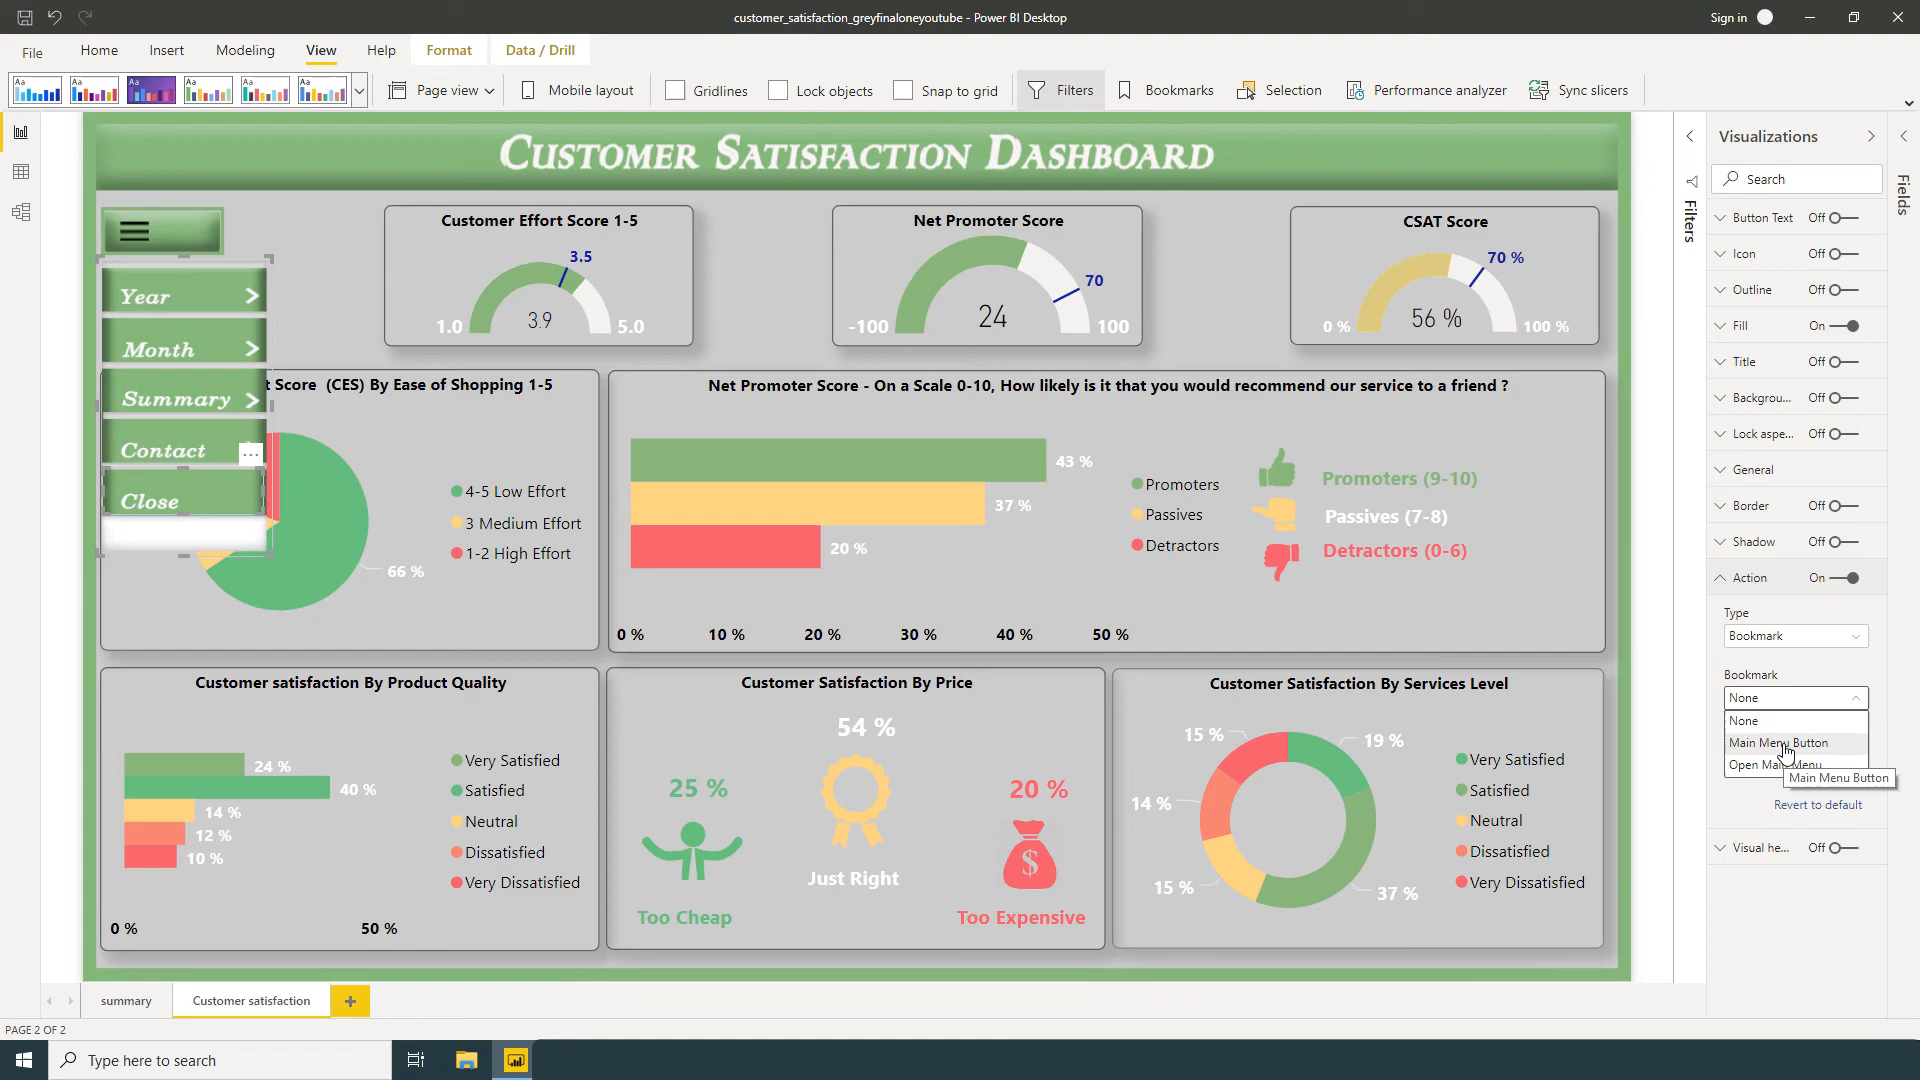 customer_satisfaction_greyfinaloneyoutube - Power BI Desktop
Sign in
File
Home
Insert
Modeling
View
Help
Format
Data / Drill
Aa
Aa
Aa
Aa
Aa
Aa
Page view
Mobile layout
Gridlines
Lock objects
Snap to grid
Filters
Bookmarks
Selection
Performance analyzer
Sync slicers
Customer Satisfaction Dashboard
Year
Month
Summary
Contact
...
Close
Customer Effort Score 1-5
3.5
1.0
3.9
5.0
Net Promoter Score
70
-100
24
100
CSAT Score
70 %
0 %
56 %
100 %
t Score (CES) By Ease of Shopping 1-5
4-5 Low Effort
3 Medium Effort
1-2 High Effort
66 %
Net Promoter Score - On a Scale 0-10, How likely is it that you would recommend our service to a friend ?
43 %
37 %
20 %
Promoters
Passives
Detractors
Promoters (9-10)
Passives (7-8)
Detractors (0-6)
0 %
10 %
20 %
30 %
40 %
50 %
Customer satisfaction By Product Quality
24 %
40 %
14 %
12 %
10 %
Very Satisfied
Satisfied
Neutral
Dissatisfied
Very Dissatisfied
0 %
50 %
Customer Satisfaction By Price
54 %
25 %
20 %
$
Just Right
Too Cheap
Too Expensive
Customer Satisfaction By Services Level
15 %
19 %
14 %
15 %
37 %
Very Satisfied
Satisfied
Neutral
Dissatisfied
Very Dissatisfied
Filters
Visualizations
Search
Button Text Off
Icon Off
Outline Off
Fill On
Title Off
Backgrou... Off
Lock aspe... Off
General
Border Off
Shadow Off
Action On
Type
Bookmark
Bookmark
None
None
Main Menu Button
Open Main Menu
Main Menu Button
Revert to default
Visual he... Off
Fields
summary
Customer satisfaction
+
PAGE 2 OF 2
Type here to search